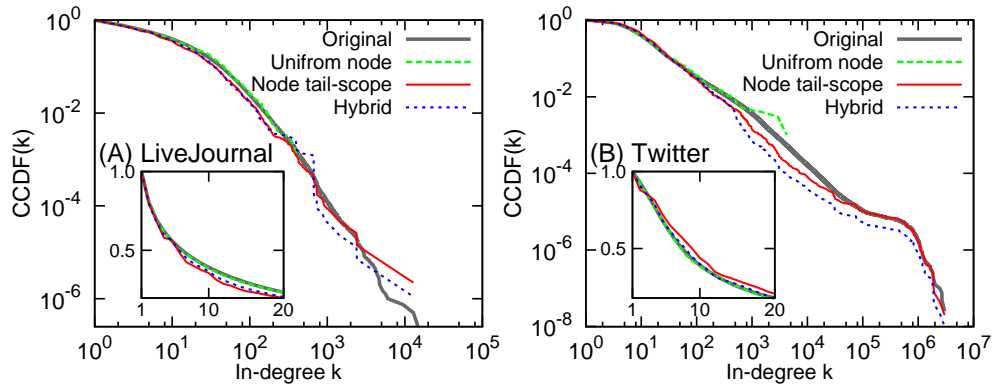 10^0
10^-2
10^-4
10^-6
CCDF(k)
Original
Unifrom node
Node tail-scope
Hybrid
(A) LiveJournal
1.0
0.5
1 10 20
10^0 10^1 10^2 10^3 10^4 10^5
In-degree k
10^0
10^-2
10^-4
10^-6
10^-8
CCDF(k)
Original
Unifrom node
Node tail-scope
Hybrid
(B) Twitter
1.0
0.5
1 10 20
10^0 10^1 10^2 10^3 10^4 10^5 10^6 10^7
In-degree k